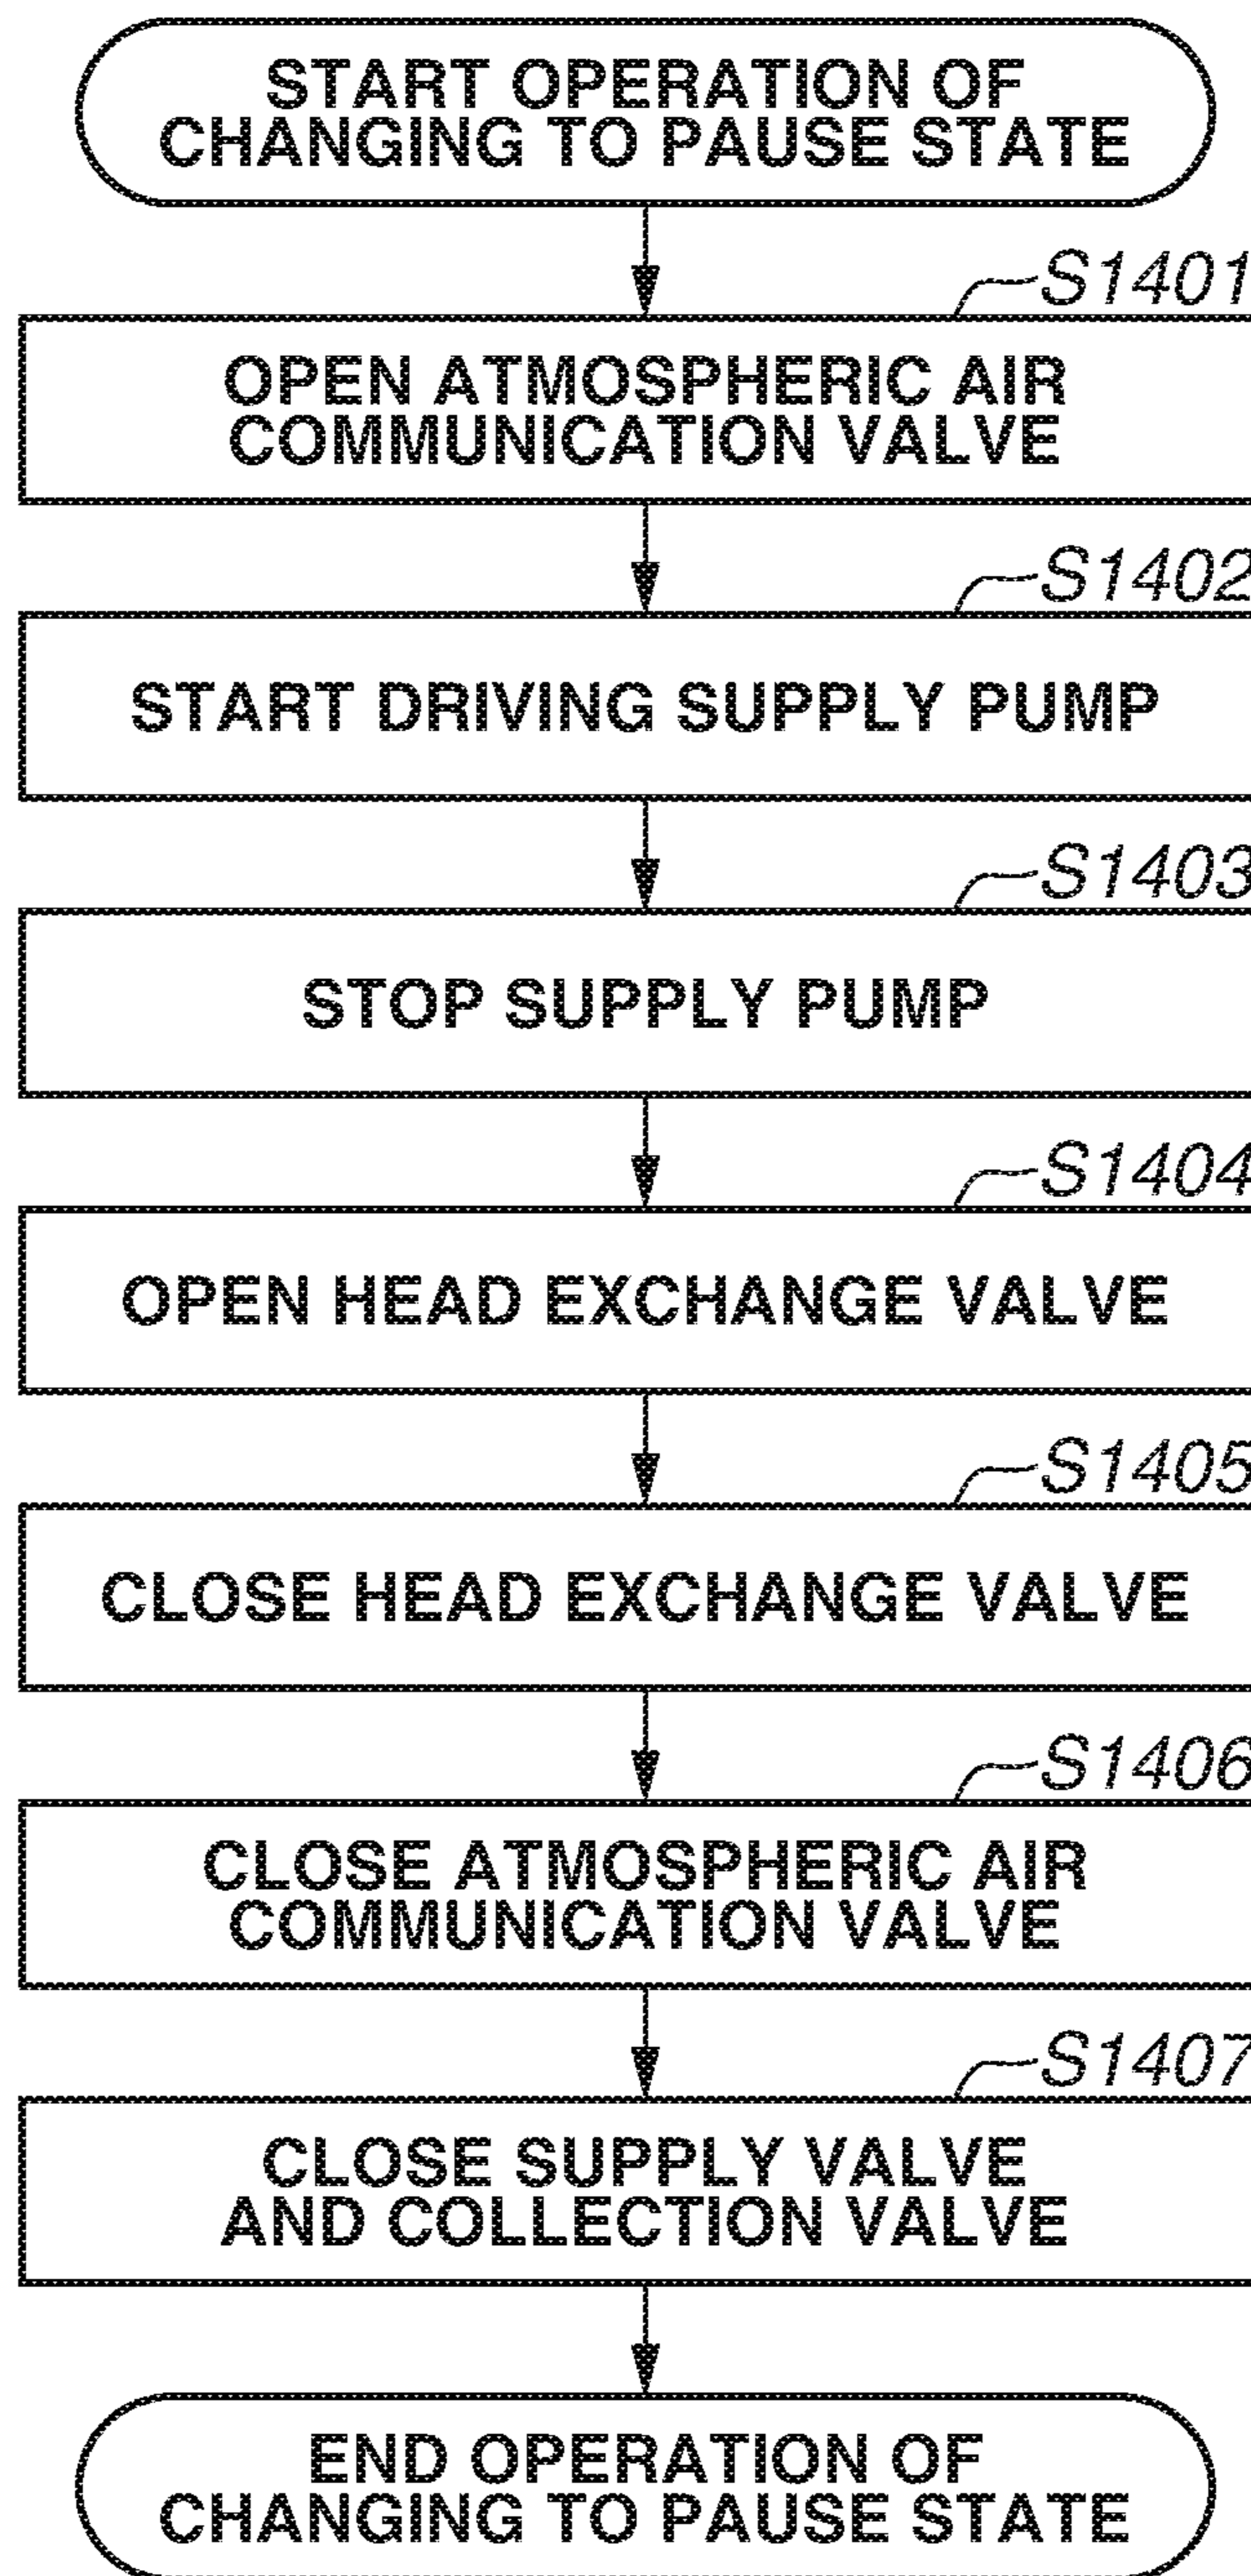 START OPERATION OF
CHANGING TO PAUSE STATE
S1401
OPEN ATMOSPHERIC AIR
COMMUNICATION VALVE
S1402
START DRIVING SUPPLY PUMP
S1403
STOP SUPPLY PUMP
S1404
OPEN HEAD EXCHANGE VALVE
S1405
CLOSE HEAD EXCHANGE VALVE
S1406
CLOSE ATMOSPHERIC AIR
COMMUNICATION VALVE
S1407
CLOSE SUPPLY VALVE
AND COLLECTION VALVE
END OPERATION OF
CHANGING TO PAUSE STATE